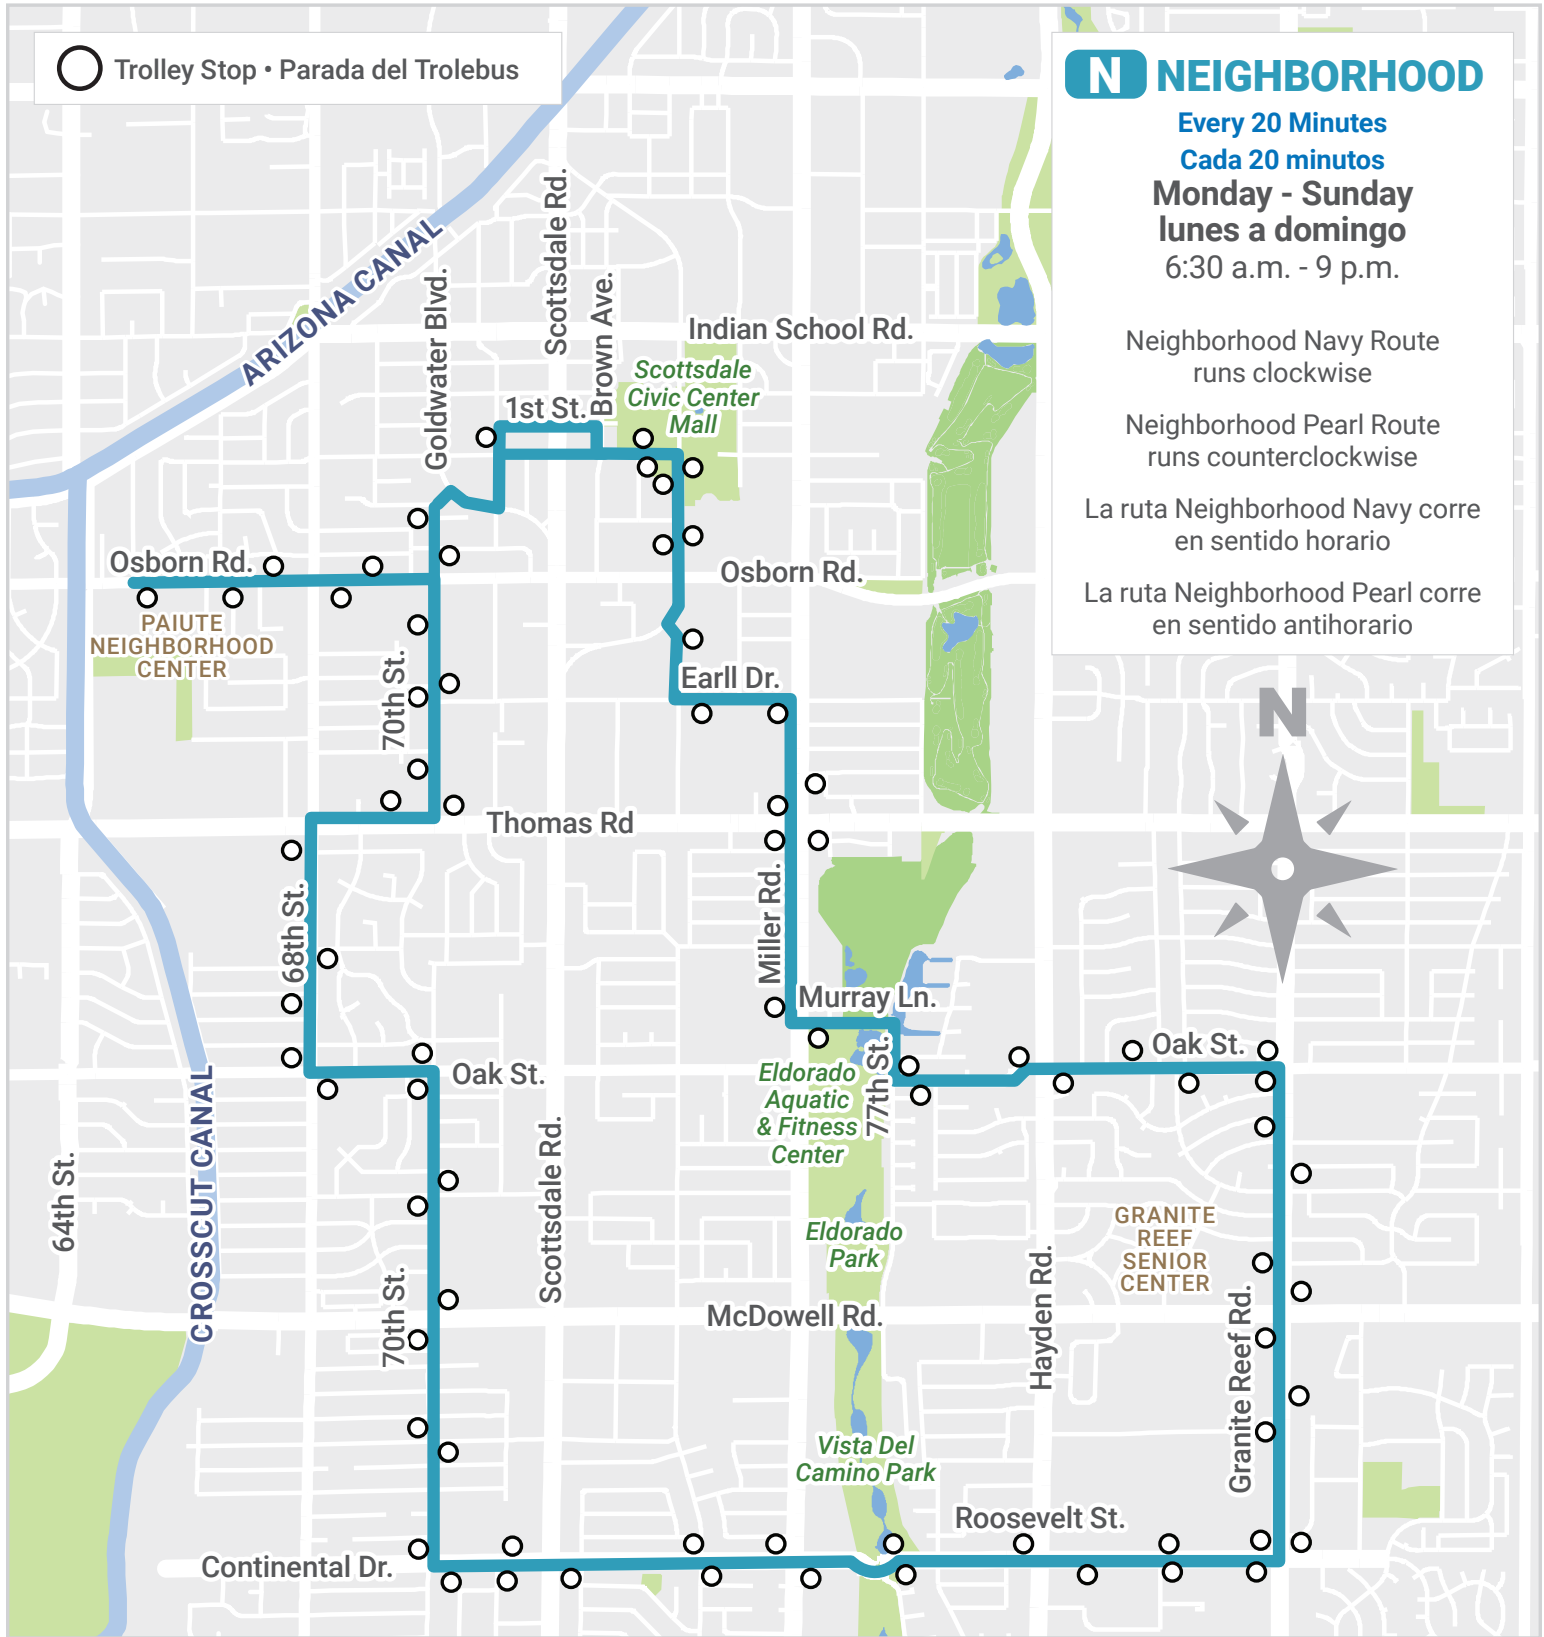 Trolley Stop • Parada del Trolebus
N NEIGHBORHOOD
Every 20 Minutes
Cada 20 minutos
Monday - Sunday
lunes a domingo
6:30 a.m. - 9 p.m.
Neighborhood Navy Route
runs clockwise
Neighborhood Pearl Route
runs counterclockwise
La ruta Neighborhood Navy corre
en sentido horario
La ruta Neighborhood Pearl corre
en sentido antihorario
N
ARIZONA CANAL
Goldwater Blvd.
Scottsdale Rd.
Brown Ave.
Indian School Rd.
Scottsdale
Civic Center
Mall
1st St.
Osborn Rd.
Osborn Rd.
PAIUTE
NEIGHBORHOOD
CENTER
70th St.
Earll Dr.
Thomas Rd
68th St.
Miller Rd.
Murray Ln.
Oak St.
Oak St.
77th St.
Eldorado
Aquatic
& Fitness
Center
CROSSCUT CANAL
64th St.
Scottsdale Rd.
Eldorado
Park
GRANITE
REEF
SENIOR
CENTER
70th St.
McDowell Rd.
Hayden Rd.
Granite Reef Rd.
Vista Del
Camino Park
Roosevelt St.
Continental Dr.